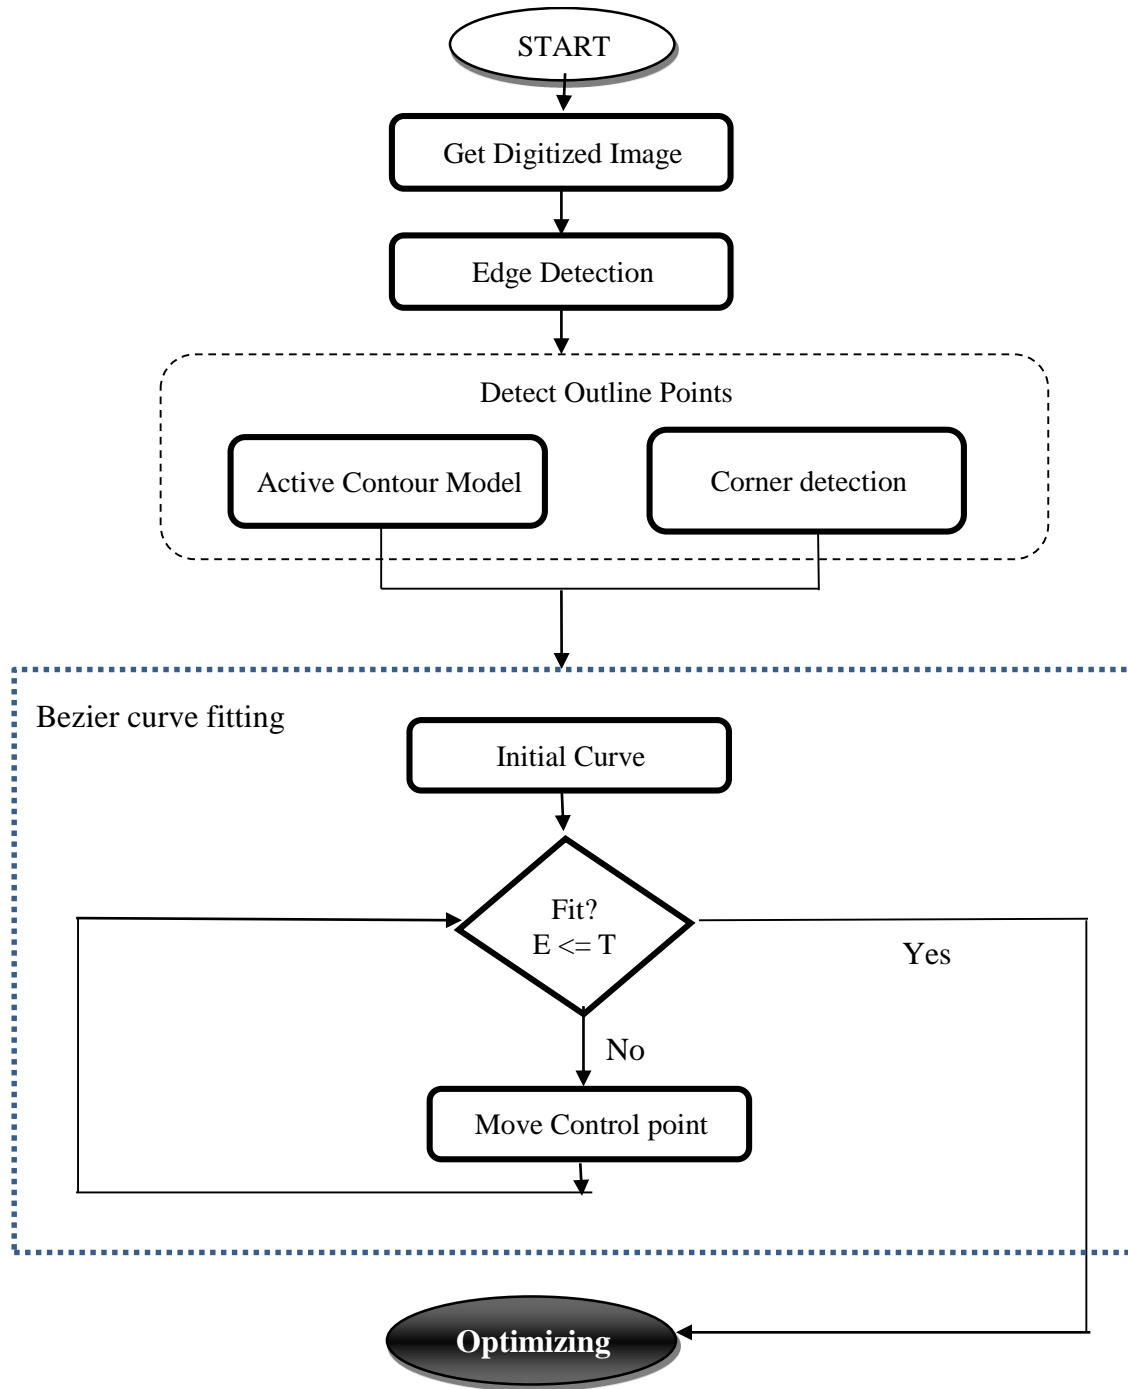 START
Get Digitized Image
Edge Detection
Detect Outline Points
Active Contour Model
Corner detection
Bezier curve fitting
Initial Curve
Fit?
E <= T
Yes
No
Move Control point
Optimizing